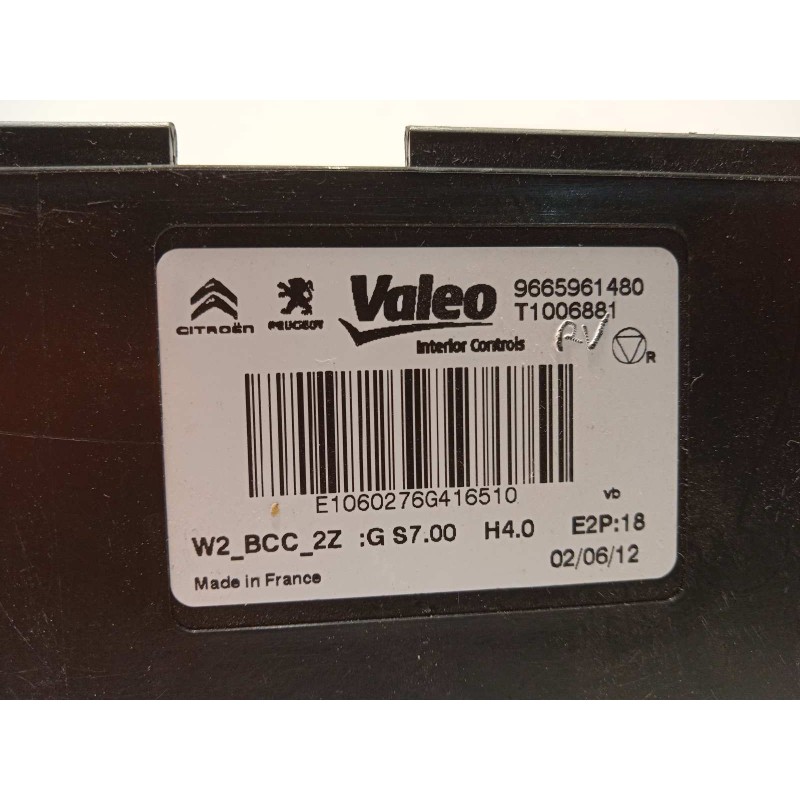 CITROËN PEUGEOT Valeo 9665961480
T1006881
Interior Controls RV R
E1060276G416510 vb
W2_BCC_2Z :G S7.00 H4.0 E2P:18
Made in France 02/06/12